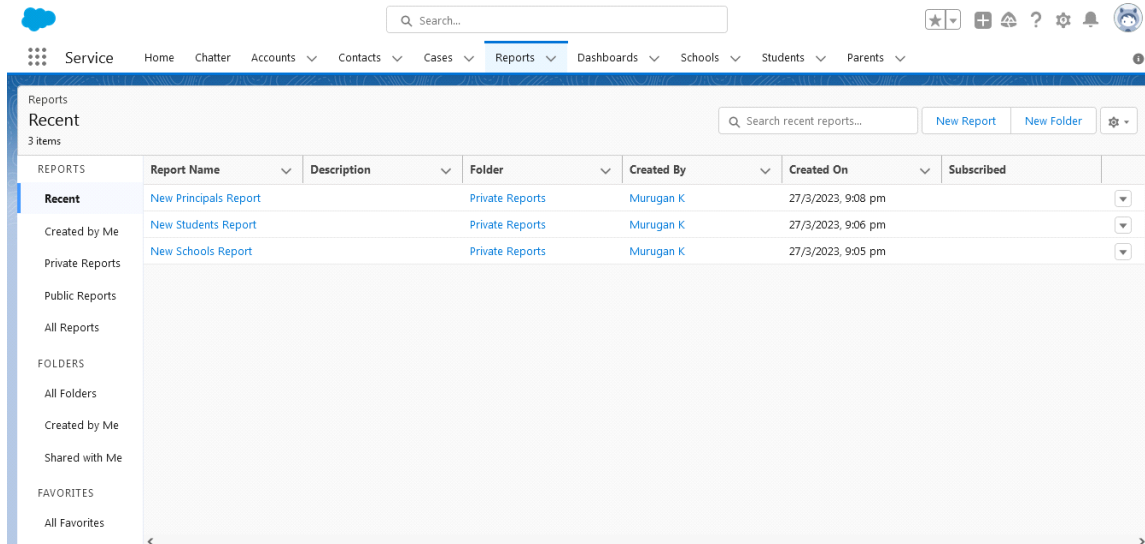 Search...
Service Home Chatter Accounts Contacts Cases Reports Dashboards Schools Students Parents
Reports
Recent
3 items
Search recent reports... New Report New Folder
REPORTS Report Name Description Folder Created By Created On Subscribed
Recent New Principals Report Private Reports Murugan K 27/3/2023, 9:08 pm
Created by Me New Students Report Private Reports Murugan K 27/3/2023, 9:06 pm
Private Reports New Schools Report Private Reports Murugan K 27/3/2023, 9:05 pm
Public Reports
All Reports
FOLDERS
All Folders
Created by Me
Shared with Me
FAVORITES
All Favorites